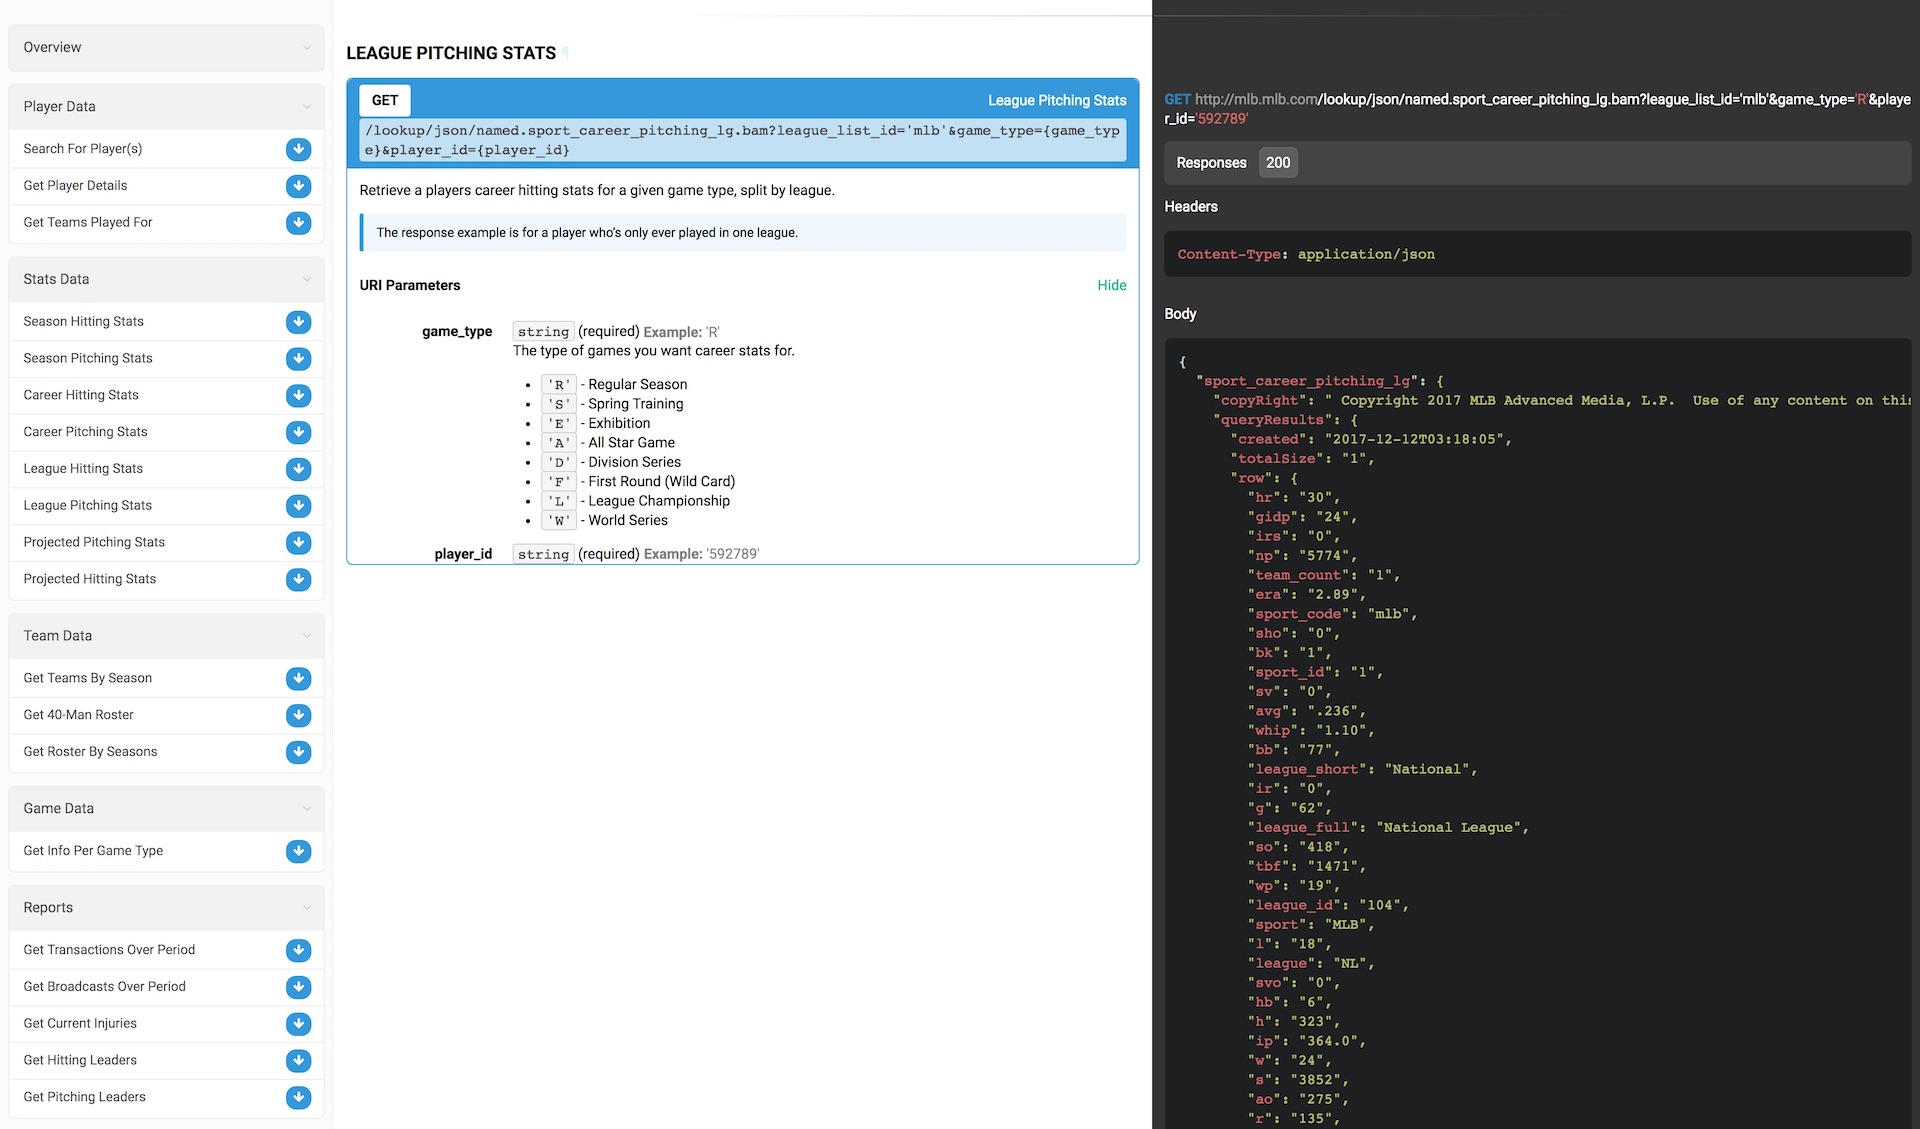 Overview
Player Data
Search For Player(s)
Get Player Details
Get Teams Played For
Stats Data
Season Hitting Stats
Season Pitching Stats
Career Hitting Stats
Career Pitching Stats
League Hitting Stats
League Pitching Stats
Projected Pitching Stats
Projected Hitting Stats
Team Data
Get Teams By Season
Get 40-Man Roster
Get Roster By Seasons
Game Data
Get Info Per Game Type
Reports
Get Transactions Over Period
Get Broadcasts Over Period
Get Current Injuries
Get Hitting Leaders
Get Pitching Leaders
LEAGUE PITCHING STATS ¶
GET League Pitching Stats
/lookup/json/named.sport_career_pitching_lg.bam?league_list_id='mlb'&game_type={game_typ
e}&player_id={player_id}
Retrieve a players career hitting stats for a given game type, split by league.
The response example is for a player who's only ever played in one league.
URI Parameters Hide
game_type string (required) Example: 'R'
The type of games you want career stats for.
• 'R' - Regular Season
• 'S' - Spring Training
• 'E' - Exhibition
• 'A' - All Star Game
• 'D' - Division Series
• 'F' - First Round (Wild Card)
• 'L' - League Championship
• 'W' - World Series
player_id string (required) Example: '592789'
GET http://mlb.mlb.com/lookup/json/named.sport_career_pitching_lg.bam?league_list_id='mlb'&game_type='R'&playe
r_id='592789'
Responses 200
Headers
Content-Type: application/json
Body
{
"sport_career_pitching_lg": {
"copyRight": " Copyright 2017 MLB Advanced Media, L.P.  Use of any content on this
"queryResults": {
"created": "2017-12-12T03:18:05",
"totalSize": "1",
"row": {
"hr": "30",
"gidp": "24",
"irs": "0",
"np": "5774",
"team_count": "1",
"era": "2.89",
"sport_code": "mlb",
"sho": "0",
"bk": "1",
"sport_id": "1",
"sv": "0",
"avg": ".236",
"whip": "1.10",
"bb": "77",
"league_short": "National",
"ir": "0",
"g": "62",
"league_full": "National League",
"so": "418",
"tbf": "1471",
"wp": "19",
"league_id": "104",
"sport": "MLB",
"l": "18",
"league": "NL",
"svo": "0",
"hb": "6",
"h": "323",
"ip": "364.0",
"w": "24",
"s": "3852",
"ao": "275",
"r": "135",